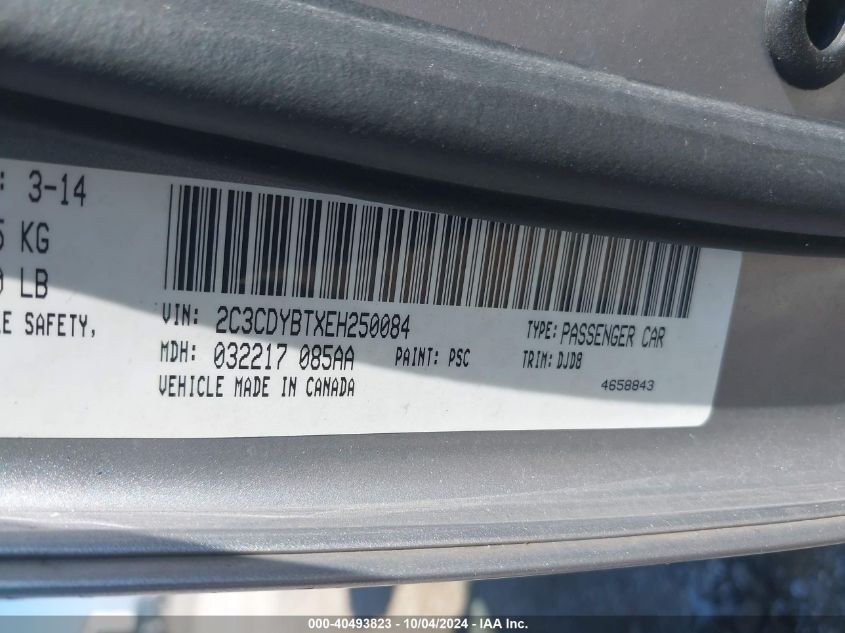 : 3-14
KG
LB
SAFETY,
VIN: 2C3CDYBTXEH250084
TYPE: PASSENGER CAR
MDH: 032217 085AA
PAINT: PSC
TRIM: DJD8
VEHICLE MADE IN CANADA
4658843
000-40493823 - 10/04/2024 - IAA Inc.